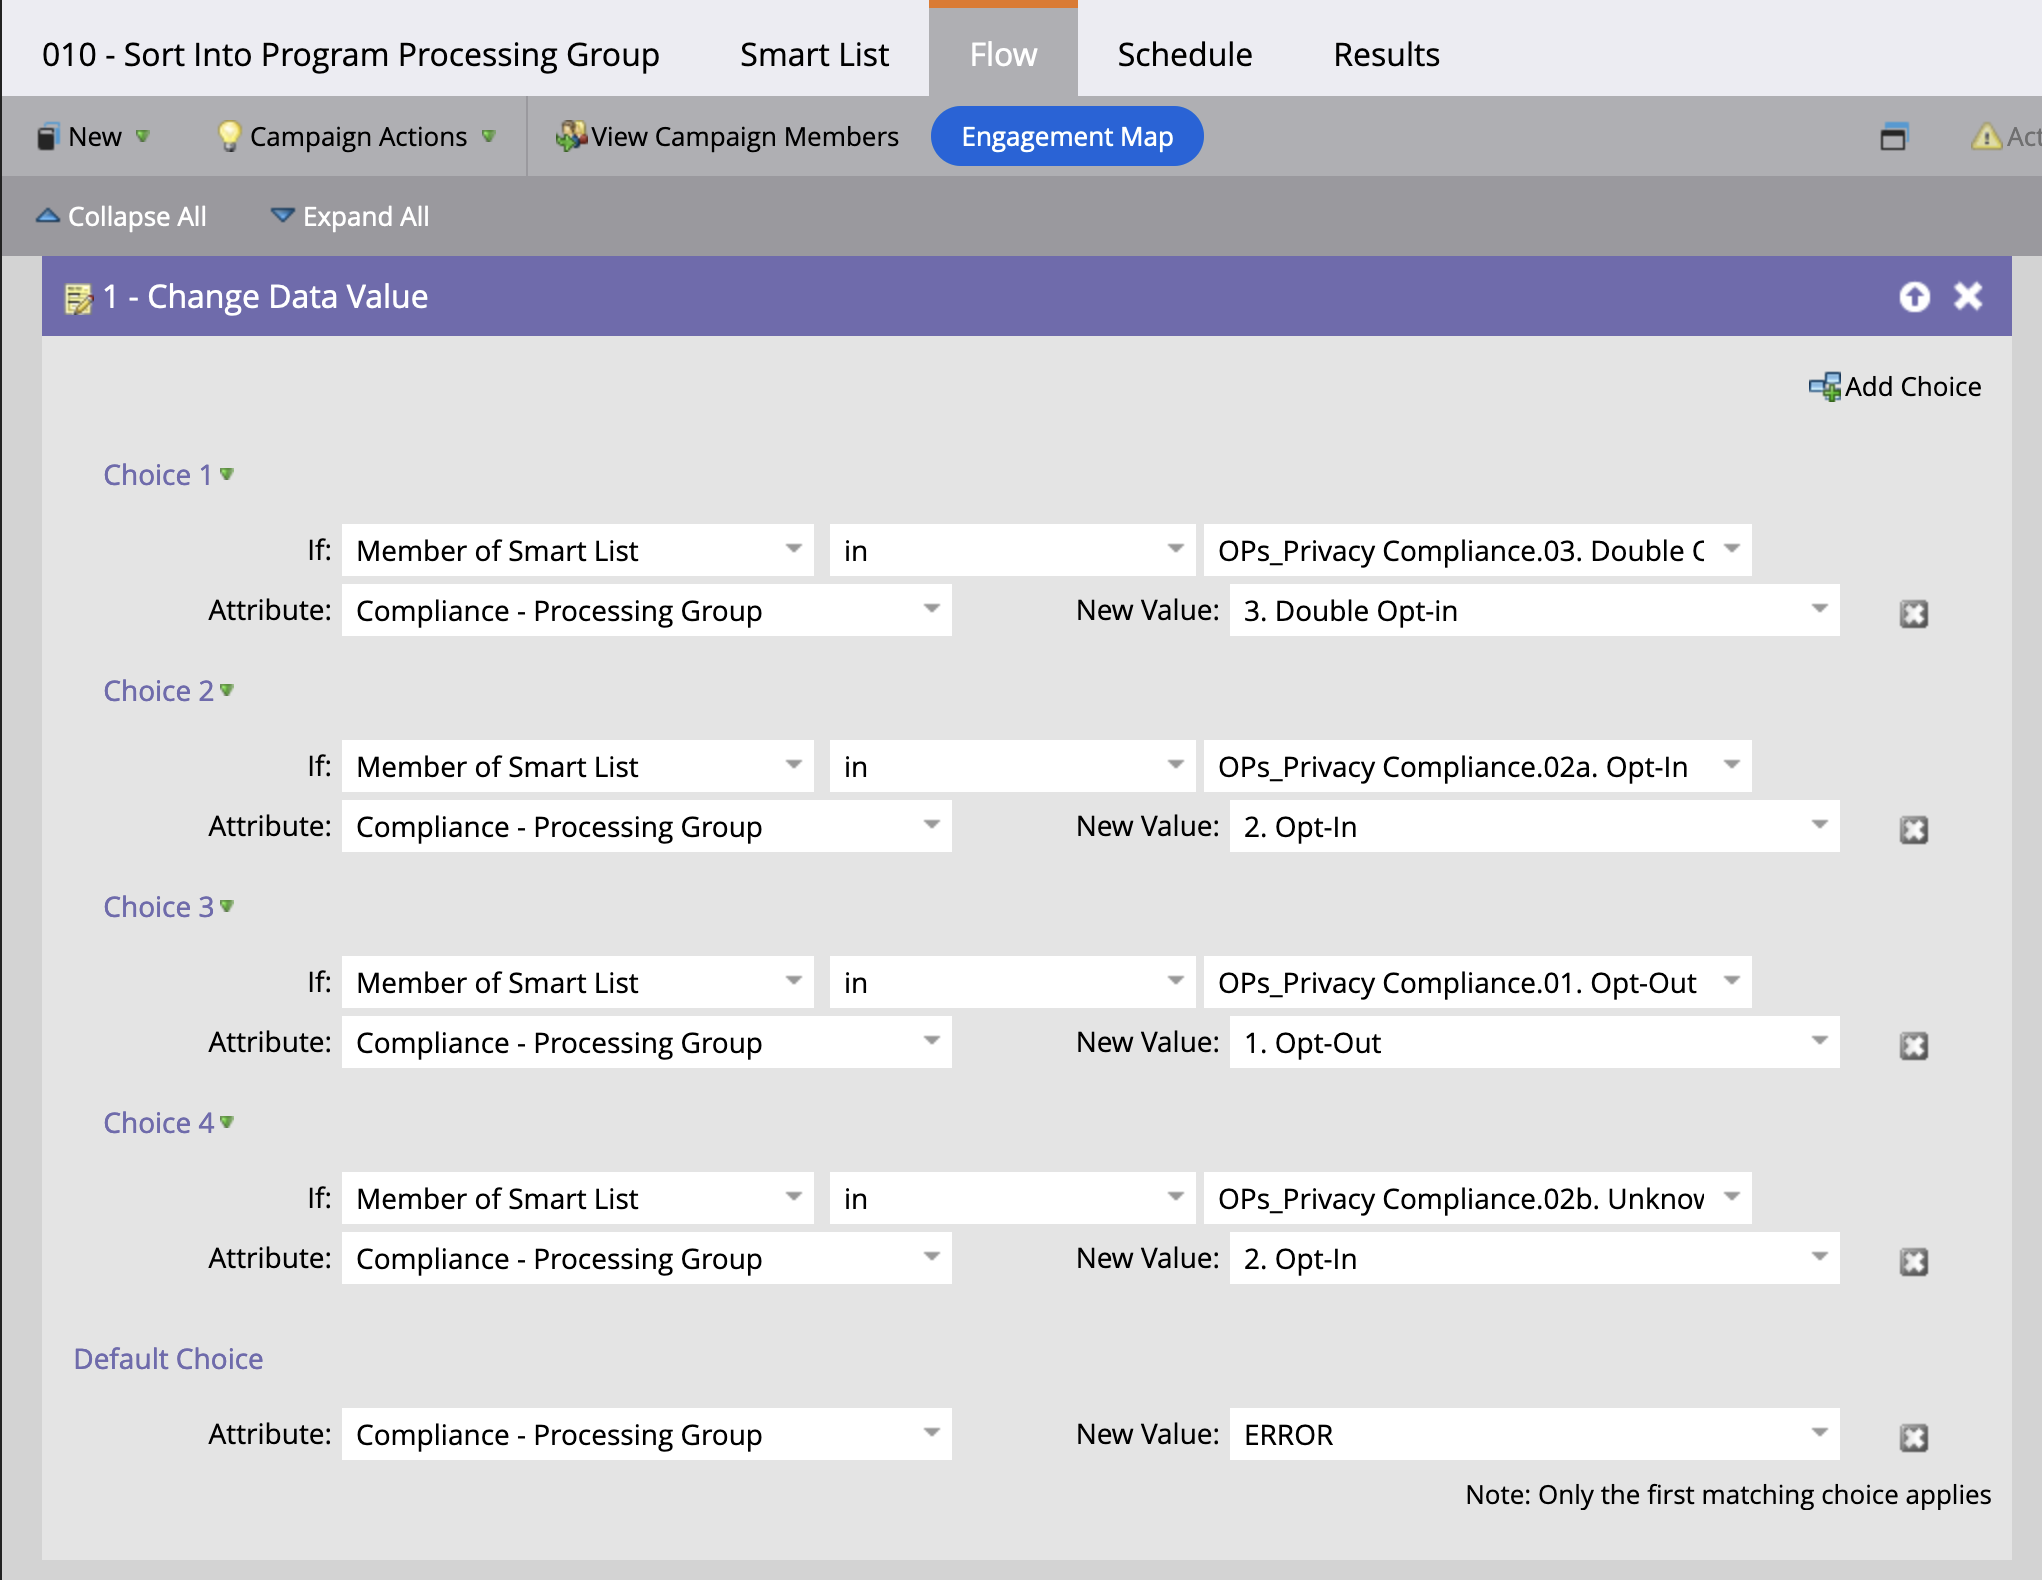 010 - Sort Into Program Processing Group Smart List Flow Schedule Results
New Campaign Actions View Campaign Members Engagement Map
Collapse All Expand All
1 - Change Data Value
Add Choice
Choice 1
If: Member of Smart List in OPs_Privacy Compliance.03. Double
Attribute: Compliance - Processing Group New Value: 3. Double Opt-in
Choice 2
If: Member of Smart List in OPs_Privacy Compliance.02a. Opt-In
Attribute: Compliance - Processing Group New Value: 2. Opt-In
Choice 3
If: Member of Smart List in OPs_Privacy Compliance.01. Opt-Out
Attribute: Compliance - Processing Group New Value: 1. Opt-Out
Choice 4
If: Member of Smart List in OPs_Privacy Compliance.02b.
Attribute: Compliance - Processing Group New Value: 2. Opt-In
Default Choice
Attribute: Compliance - Processing Group New Value: ERROR
Note: Only the first matching choice applies